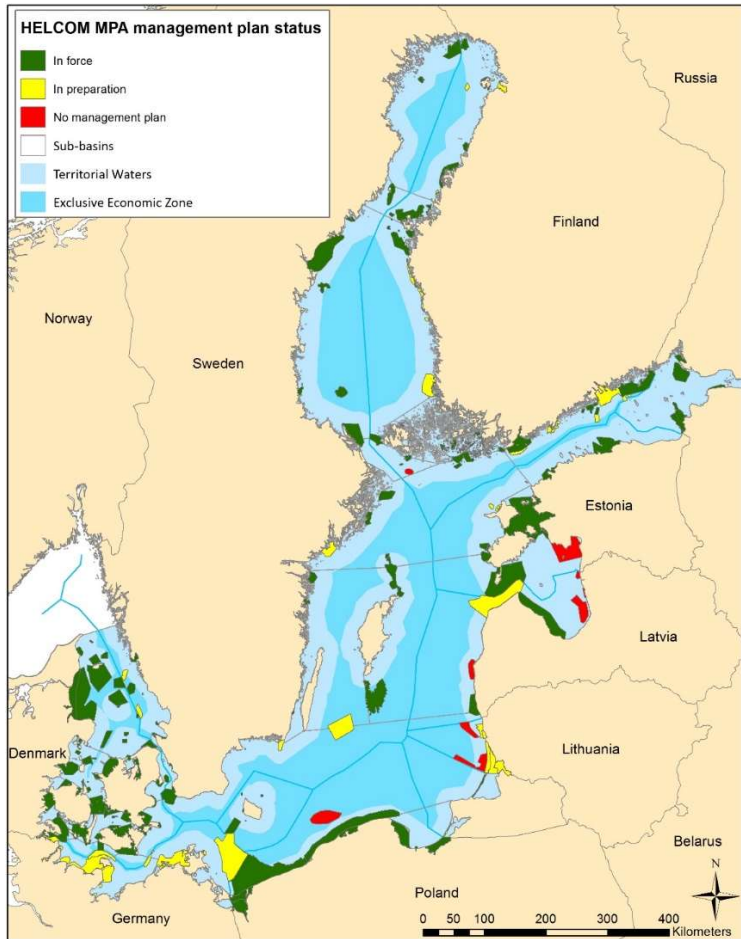 HELCOM MPA management plan status
In force
In preparation
No management plan
Sub-basins
Territorial Waters
Exclusive Economic Zone
Russia
Finland
Norway
Sweden
Estonia
Latvia
Denmark
Lithuania
Belarus
Poland
Germany
N
0 50 100 200 300 400
Kilometers